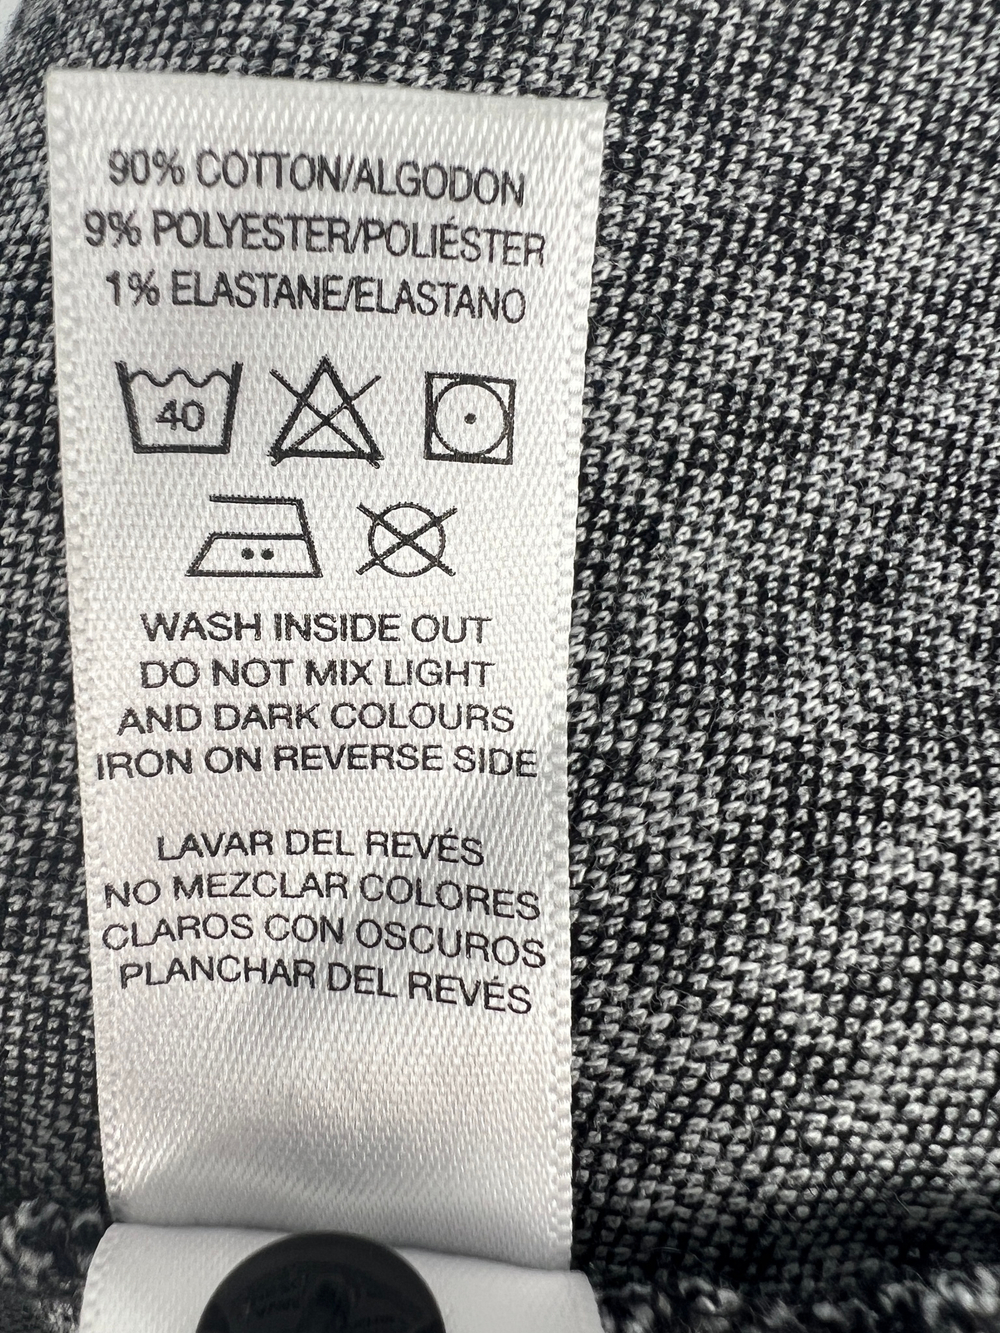 90% COTTON/ALGODON
9% POLYESTER/POLIÉSTER
1% ELASTANE/ELASTANO
40
WASH INSIDE OUT
DO NOT MIX LIGHT
AND DARK COLOURS
IRON ON REVERSE SIDE
LAVAR DEL REVÉS
NO MEZCLAR COLORES
CLAROS CON OSCUROS
PLANCHAR DEL REVÉS